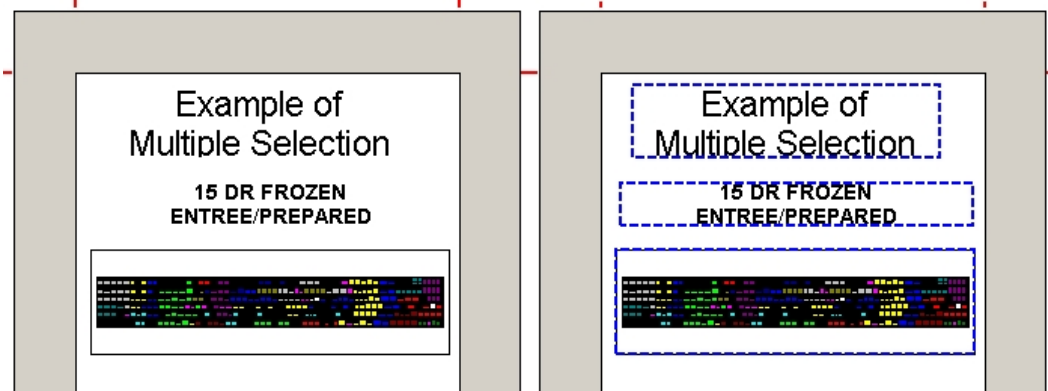 Example of
Multiple Selection
15 DR FROZEN
ENTREE/PREPARED
Example of
Multiple Selection
15 DR FROZEN
ENTREE/PREPARED